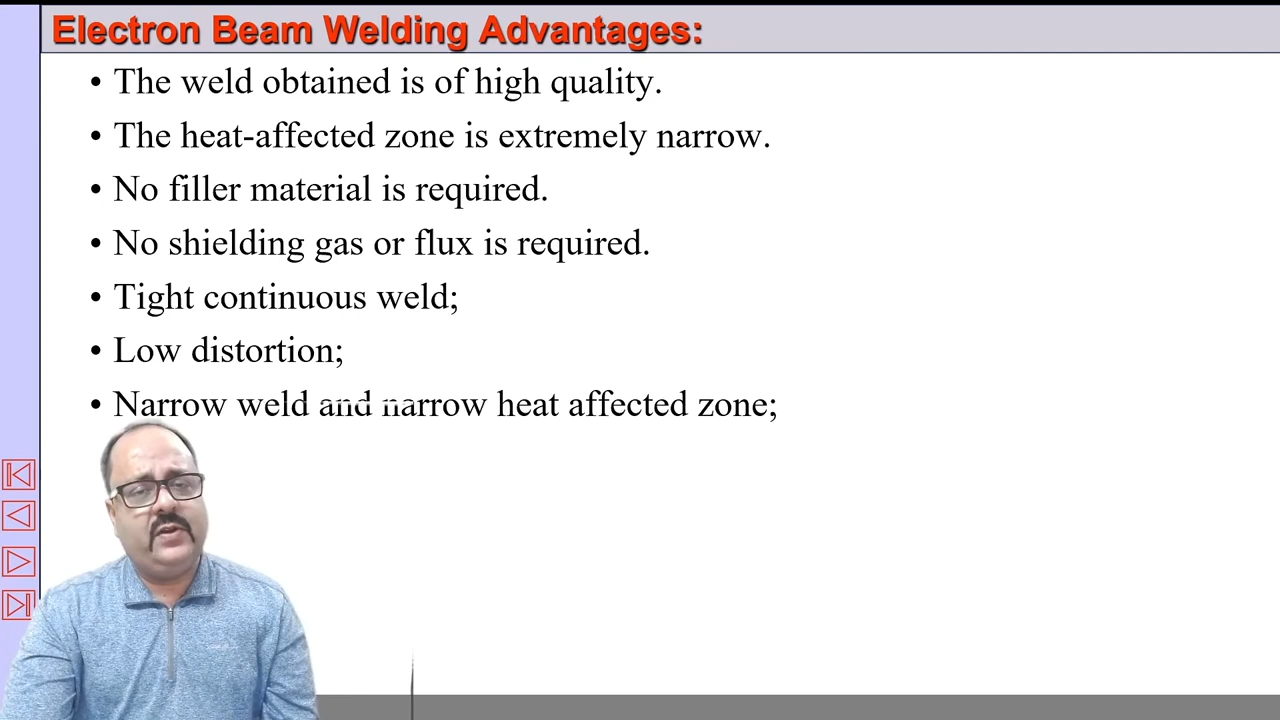 Electron Beam Welding Advantages:
• The weld obtained is of high quality.
• The heat-affected zone is extremely narrow.
• No filler material is required.
• No shielding gas or flux is required.
• Tight continuous weld;
• Low distortion;
• Narrow weld and narrow heat affected zone;